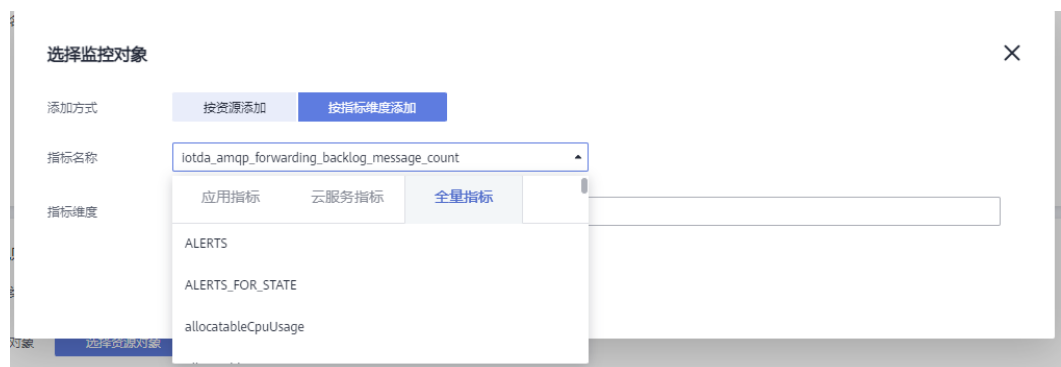 选择监控对象
添加方式
按资源添加
按指标维度添加
指标名称
iotda_amqp_forwarding_backlog_message_count
应用指标
云服务指标
全量指标
指标维度
ALERTS
ALERTS_FOR_STATE
allocatableCpuUsage
对象
选择资源对象